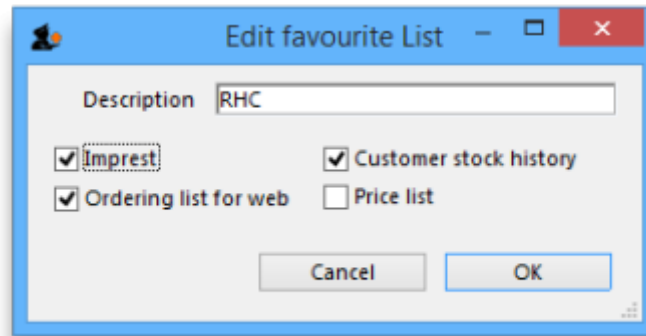 Edit favourite List
Description RHC
Imprest Customer stock history
Ordering list for web Price list
Cancel OK